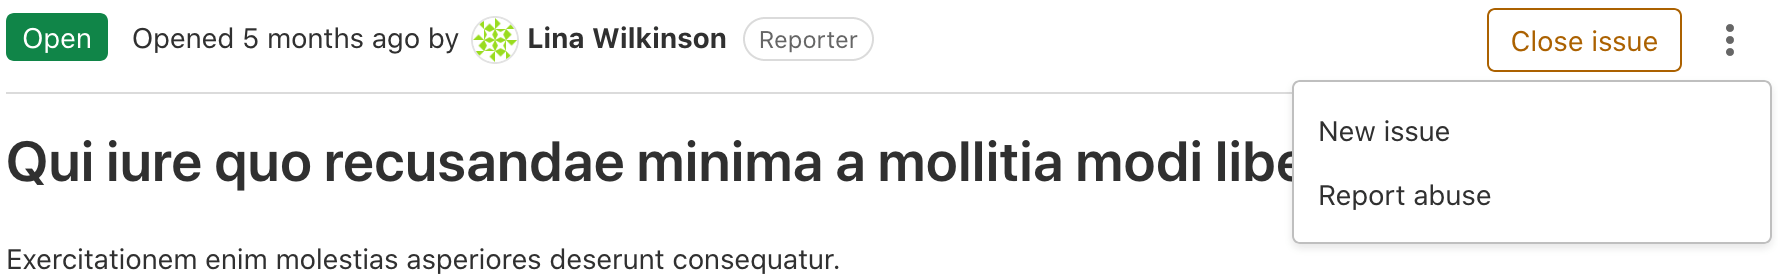 Open Opened 5 months ago by Lina Wilkinson Reporter Close issue
New issue
Qui iure quo recusandae minima a mollitia modi
Report abuse
Exercitationem enim molestias asperiores deserunt consequatur.